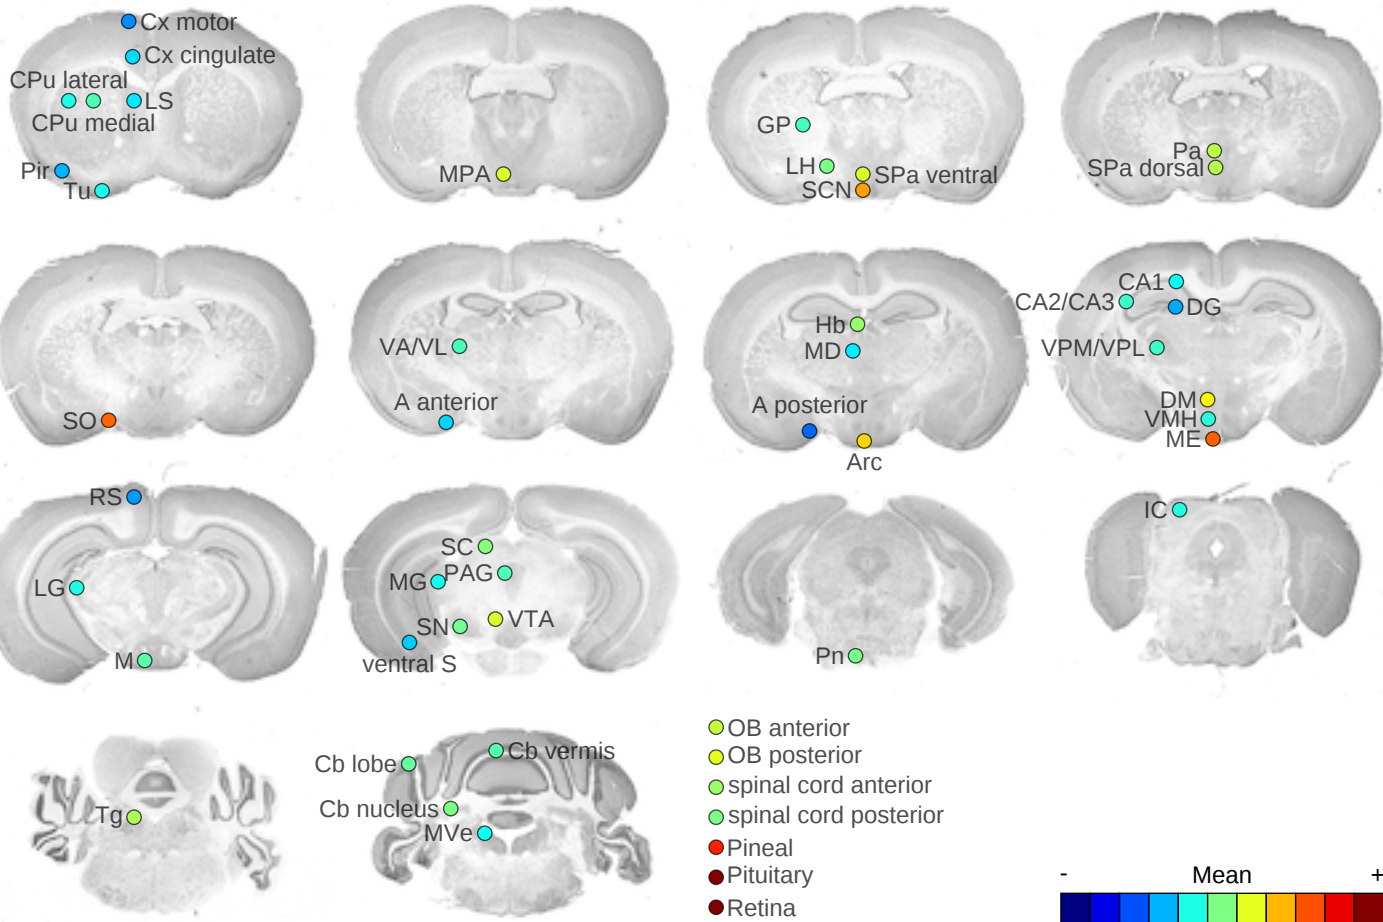 Cx motor
Cx cingulate
CPu lateral
LS
CPu medial
Pir
Tu
MPA
GP
LH
SPa ventral
SCN
Pa
SPa dorsal
SO
VA/VL
A anterior
Hb
MD
A posterior
Arc
CA1
CA2/CA3
DG
VPM/VPL
DM
VMH
ME
RS
LG
M
SC
MG
PAG
SN
VTA
ventral S
Pn
IC
Tg
Cb lobe
Cb vermis
Cb nucleus
MVe
OB anterior
OB posterior
spinal cord anterior
spinal cord posterior
Pineal
Pituitary
Retina
- Mean +